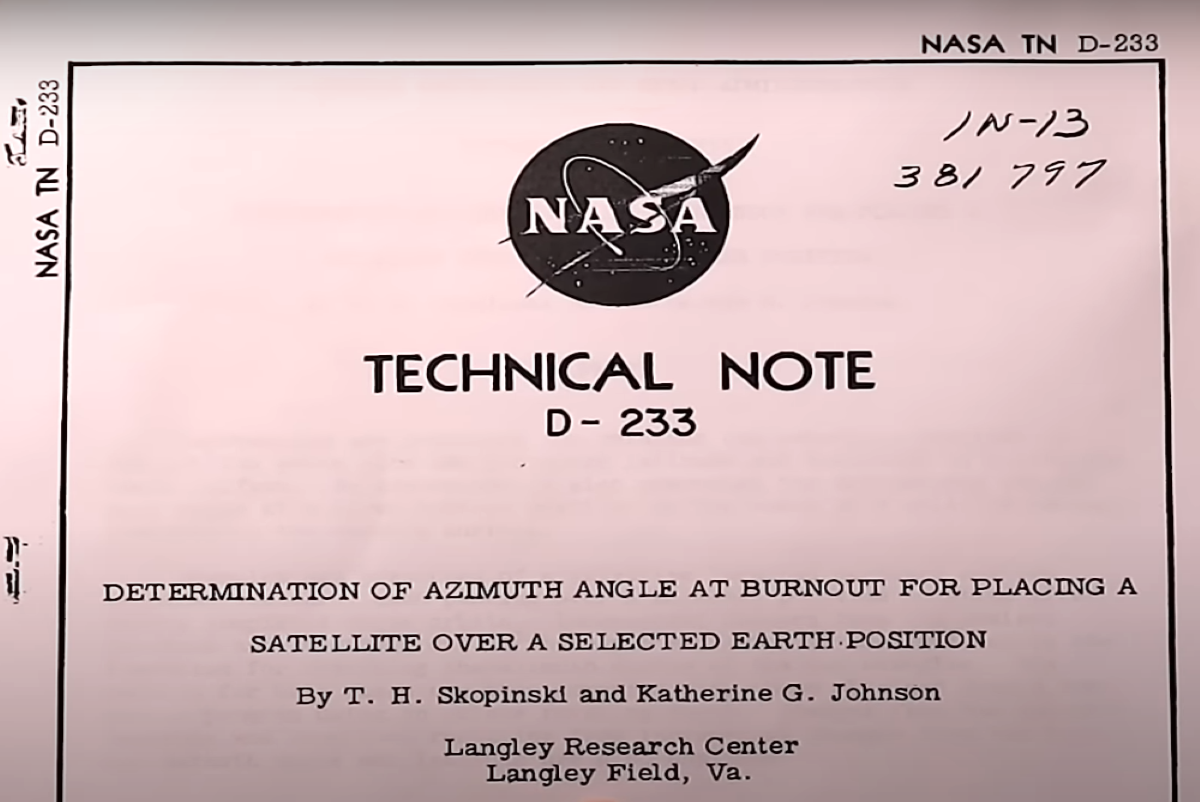 NASA TN D-233
NASA TN D-233
1N-13
381 797
NASA
TECHNICAL NOTE
D- 233
DETERMINATION OF AZIMUTH ANGLE AT BURNOUT FOR PLACING A
SATELLITE OVER A SELECTED EARTH POSITION
By T. H. Skopinski and Katherine G. Johnson
Langley Research Center
Langley Field, Va.